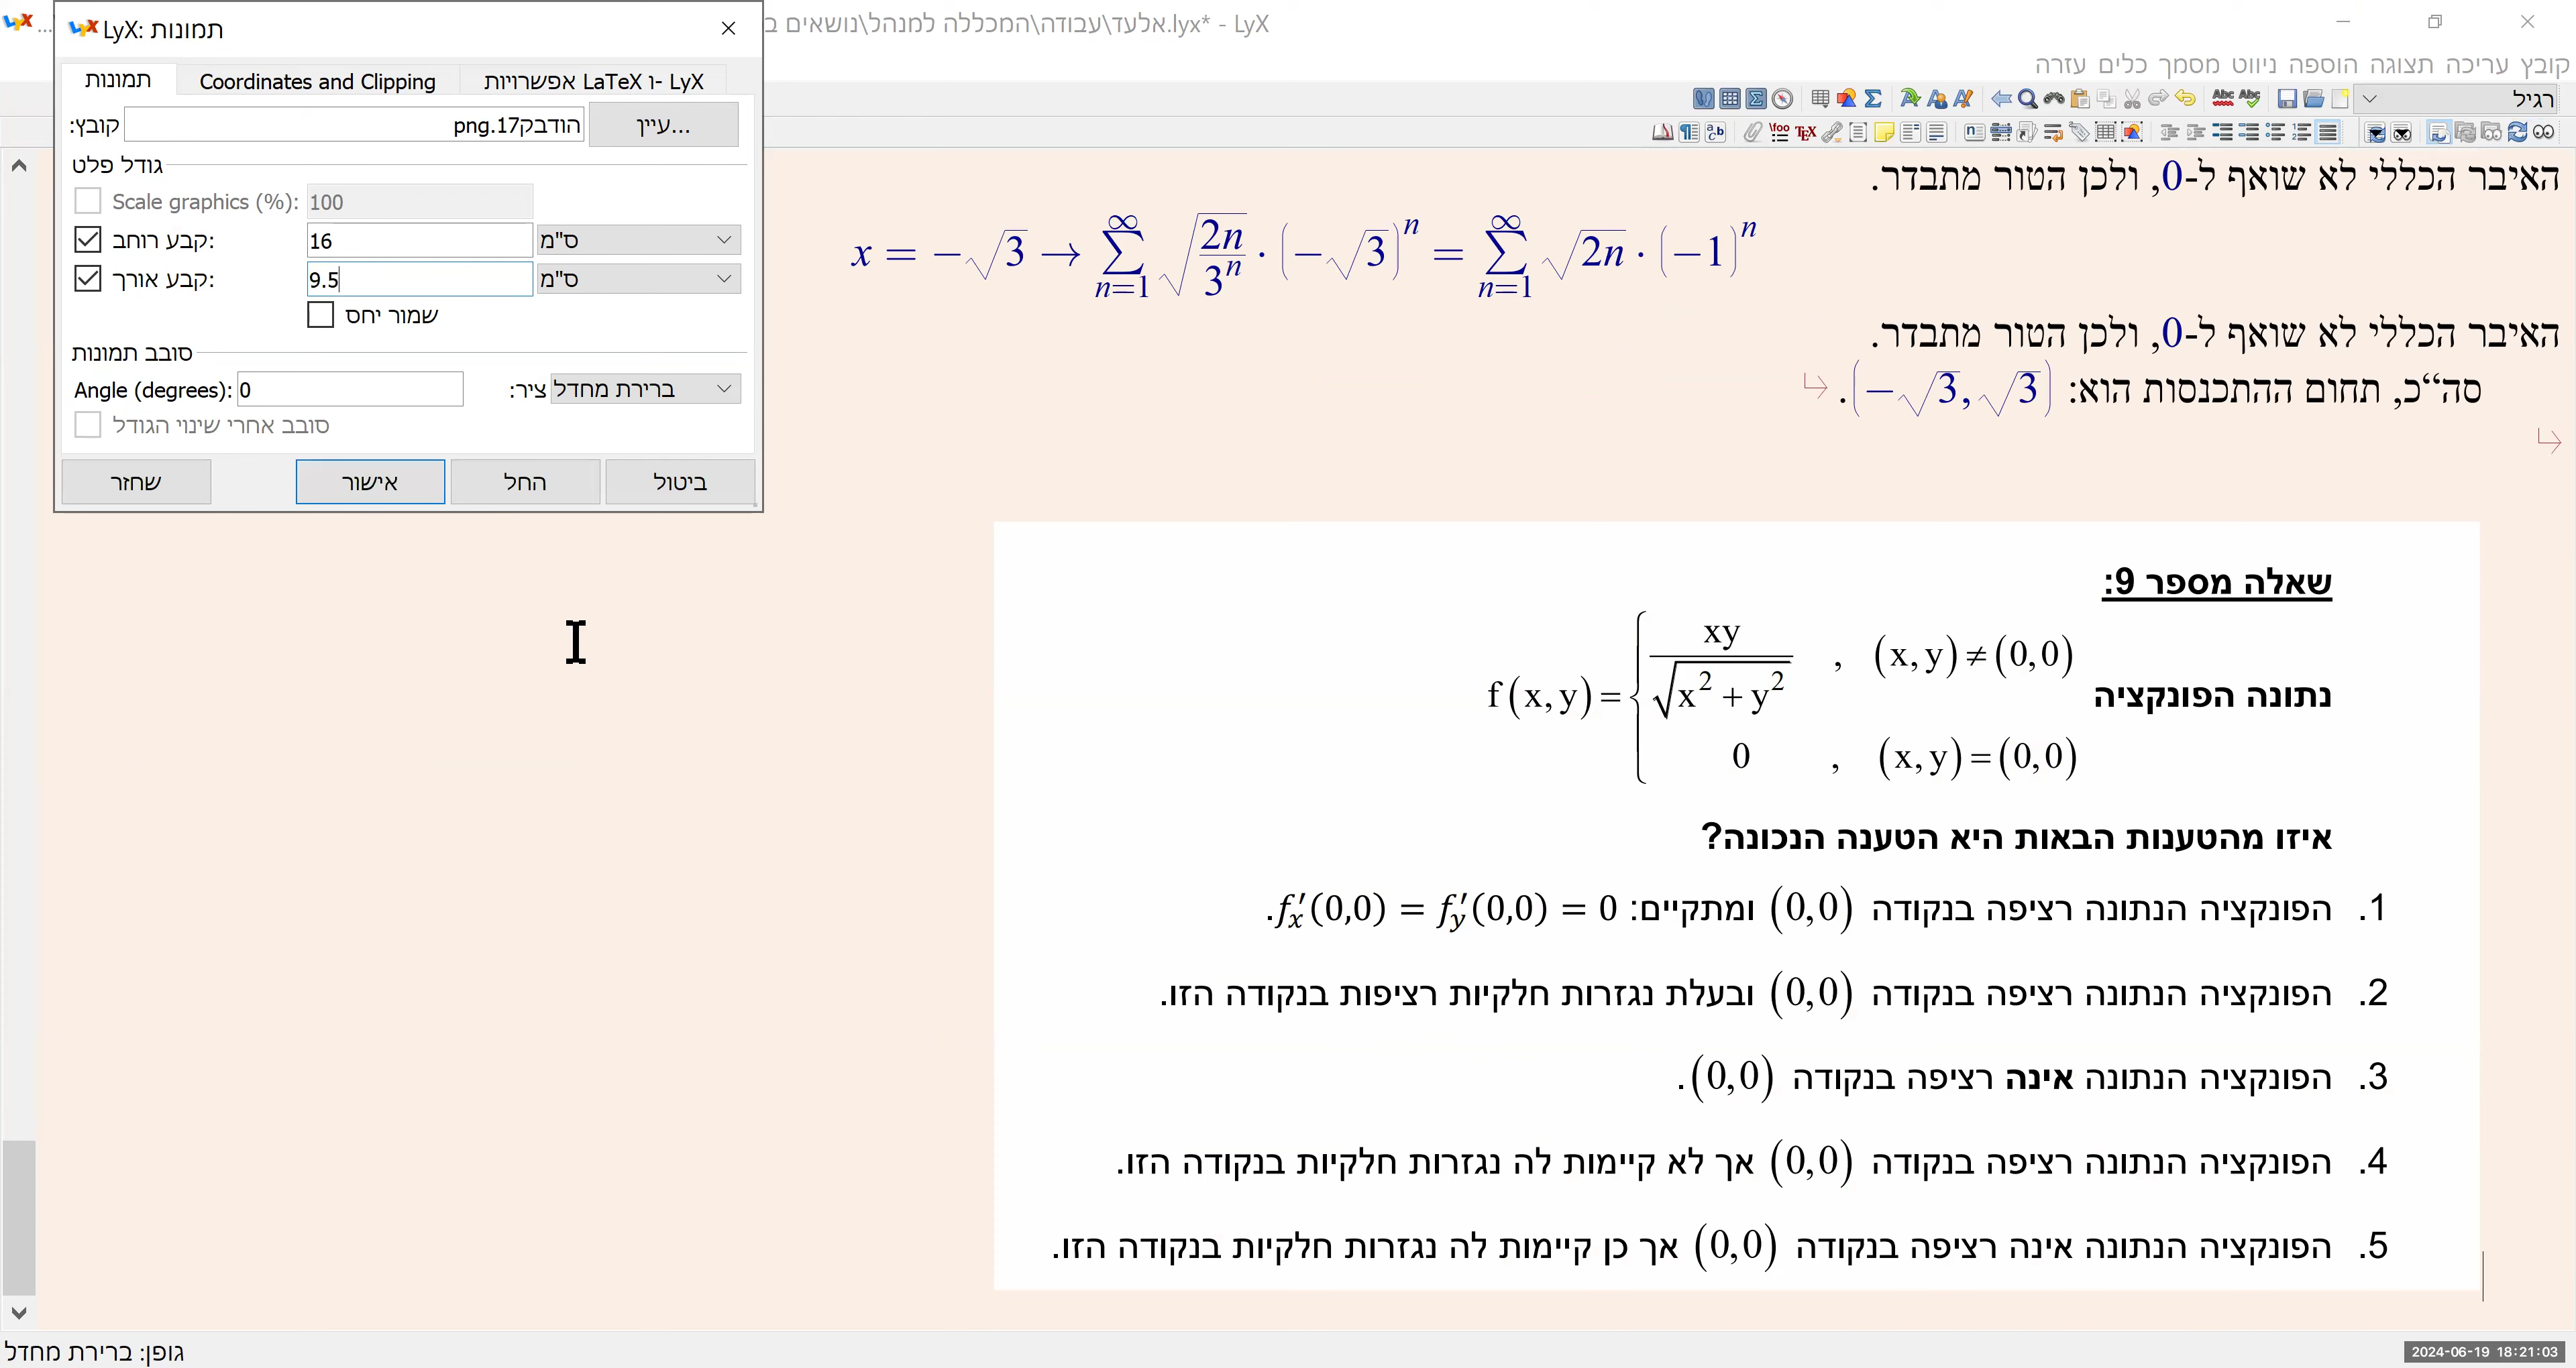 LyX: תמונות
אלעד\עבודה\המכללה למנהל\נושאים ב... .lyx* - LyX
קובץ עריכה תצוגה הוספה ניווט מסמך כלים עזרה
רגיל
תמונות
Coordinates and Clipping
אפשרויות LaTeX ו- LyX
קובץ: הודבק17.png
עיין...
גודל פלט
Scale graphics (%): 100
קבע רוחב: 16 ס"מ
קבע אורך: 9.5 ס"מ
שמור יחס
סובב תמונות
Angle (degrees): 0 ציר: ברירת מחדל
סובב אחרי שינוי הגודל
שחזר אישור החל ביטול
האיבר הכללי לא שואף ל-0, ולכן הטור מתבדר.
x = −√3 → ∑_{n=1}^{∞} √(2n/3^n) · (−√3)^n = ∑_{n=1}^{∞} √2n · (−1)^n
האיבר הכללי לא שואף ל-0, ולכן הטור מתבדר.
סה“כ, תחום ההתכנסות הוא: (−√3, √3).
שאלה מספר 9:
נתונה הפונקציה f(x,y) = { xy/√(x²+y²) , (x,y) ≠ (0,0)
0 , (x,y) = (0,0)
איזו מהטענות הבאות היא הטענה הנכונה?
1. הפונקציה הנתונה רציפה בנקודה (0,0) ומתקיים: f′x(0,0) = f′y(0,0) = 0.
2. הפונקציה הנתונה רציפה בנקודה (0,0) ובעלת נגזרות חלקיות רציפות בנקודה הזו.
3. הפונקציה הנתונה אינה רציפה בנקודה (0,0).
4. הפונקציה הנתונה רציפה בנקודה (0,0) אך לא קיימות לה נגזרות חלקיות בנקודה הזו.
5. הפונקציה הנתונה אינה רציפה בנקודה (0,0) אך כן קיימות לה נגזרות חלקיות בנקודה הזו.
גופן: ברירת מחדל
2024-06-19 18:21:03